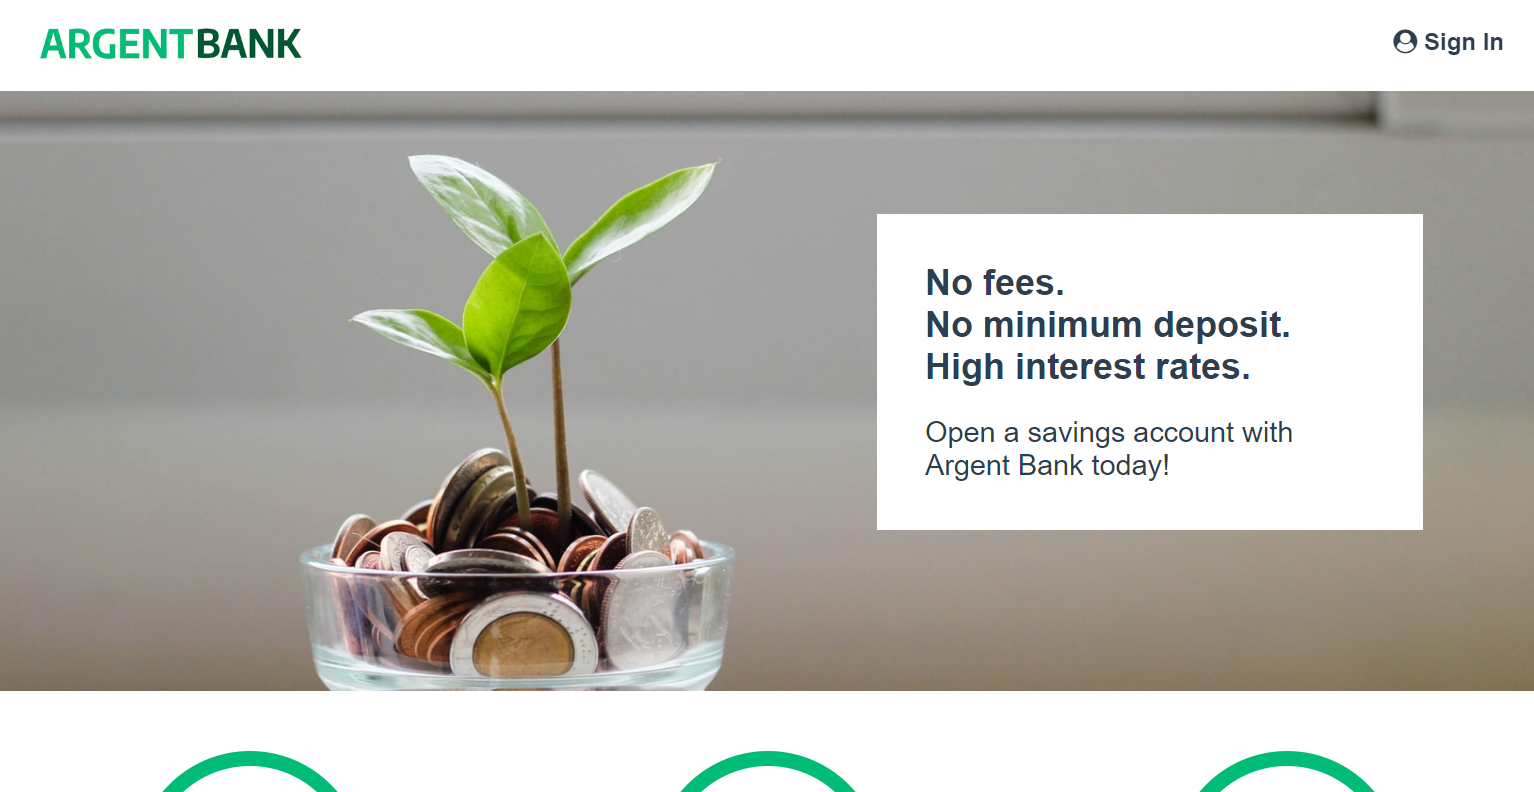 ARGENTBANK
Sign In
No fees.
No minimum deposit.
High interest rates.
Open a savings account with
Argent Bank today!